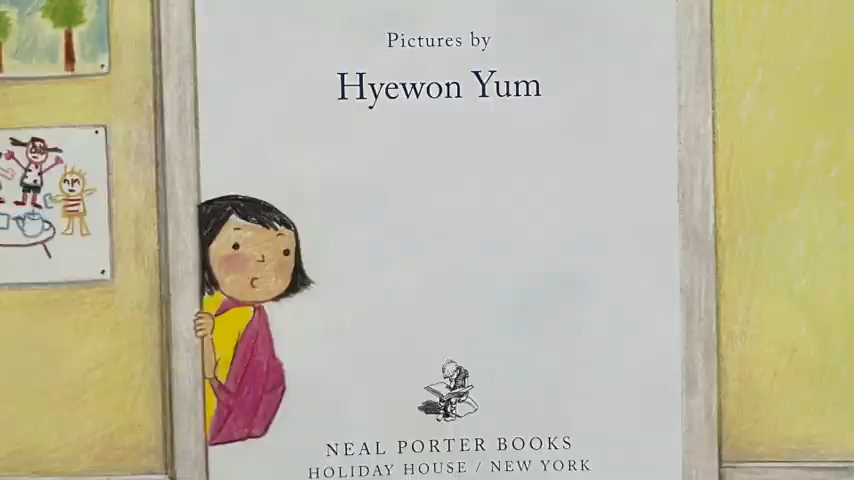 Pictures by
Hyewon Yum
NEAL PORTER BOOKS
HOLIDAY HOUSE / NEW YORK